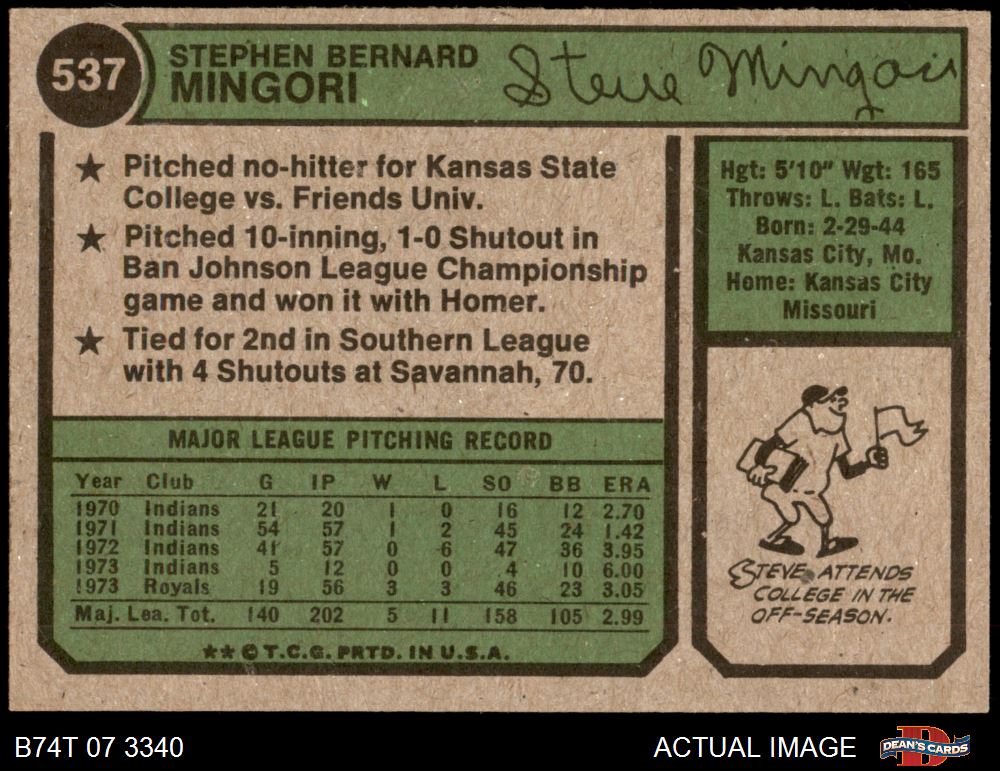 537
STEPHEN BERNARD
MINGORI
Steve Mingori
★ Pitched no-hitter for Kansas State
College vs. Friends Univ.
★ Pitched 10-inning, 1-0 Shutout in
Ban Johnson League Championship
game and won it with Homer.
★ Tied for 2nd in Southern League
with 4 Shutouts at Savannah, 70.
Hgt: 5'10" Wgt: 165
Throws: L. Bats: L.
Born: 2-29-44
Kansas City, Mo.
Home: Kansas City
Missouri
MAJOR LEAGUE PITCHING RECORD
Year Club G IP W L SO BB ERA
1970 Indians 21 20 1 0 16 12 2.70
1971 Indians 54 57 1 2 45 24 1.42
1972 Indians 41 57 0 6 47 36 3.95
1973 Indians 5 12 0 0 4 10 6.00
1973 Royals 19 56 3 3 46 23 3.05
Maj. Lea. Tot. 140 202 5 11 158 105 2.99
★★ © T.C.G. PRTD. IN U.S.A.
STEVE ATTENDS
COLLEGE IN THE
OFF-SEASON.
B74T 07 3340
ACTUAL IMAGE
DEAN'S CARDS